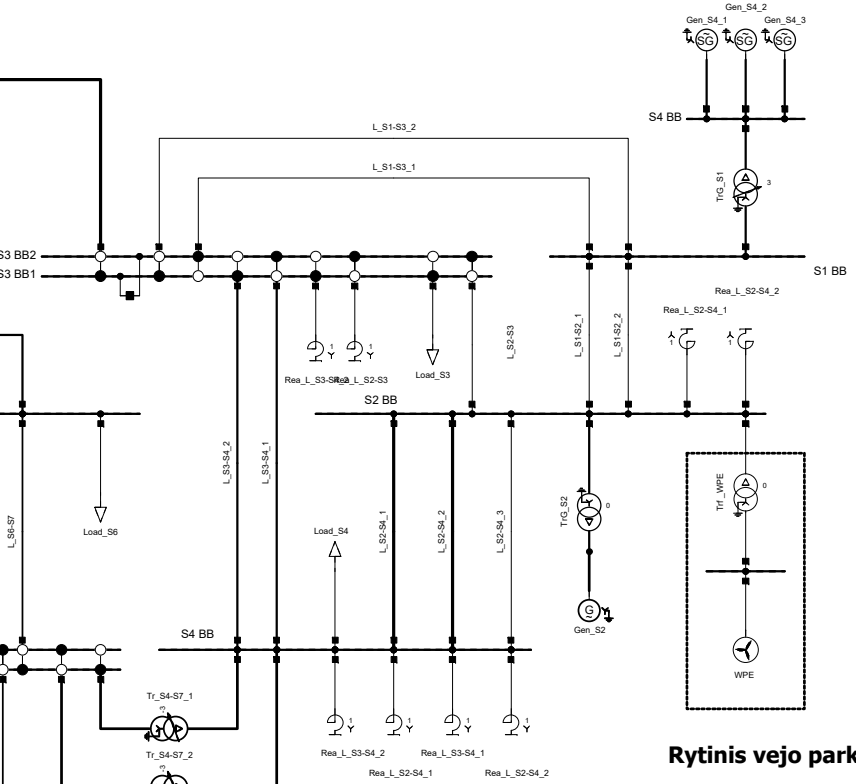 Gen_S4_2
Gen_S4_1
Gen_S4_3
SG
SG
SG
S4 BB
L_S1-S3_2
L_S1-S3_1
TrG_S1
3
S3 BB2
S3 BB1
S1 BB
Rea_L_S2-S4_2
Rea_L_S2-S4_1
L_S2-S3
L_S1-S2_1
L_S1-S2_2
1
1
1
1
Rea_L_S2-S3
Load_S3
S2 BB
L_S3-S4_2
L_S3-S4_1
L_S6-S7
Load_S6
Load_S4
L_S2-S4_1
L_S2-S4_2
L_S2-S4_3
TrG_S2
0
Trf_WPE
0
G
Gen_S2
S4 BB
WPE
Tr_S4-S7_1
-3
1
1
1
1
Rea_L_S3-S4_2
Rea_L_S3-S4_1
Tr_S4-S7_2
-3
Rea_L_S2-S4_1
Rea_L_S2-S4_2
Rytinis vejo park